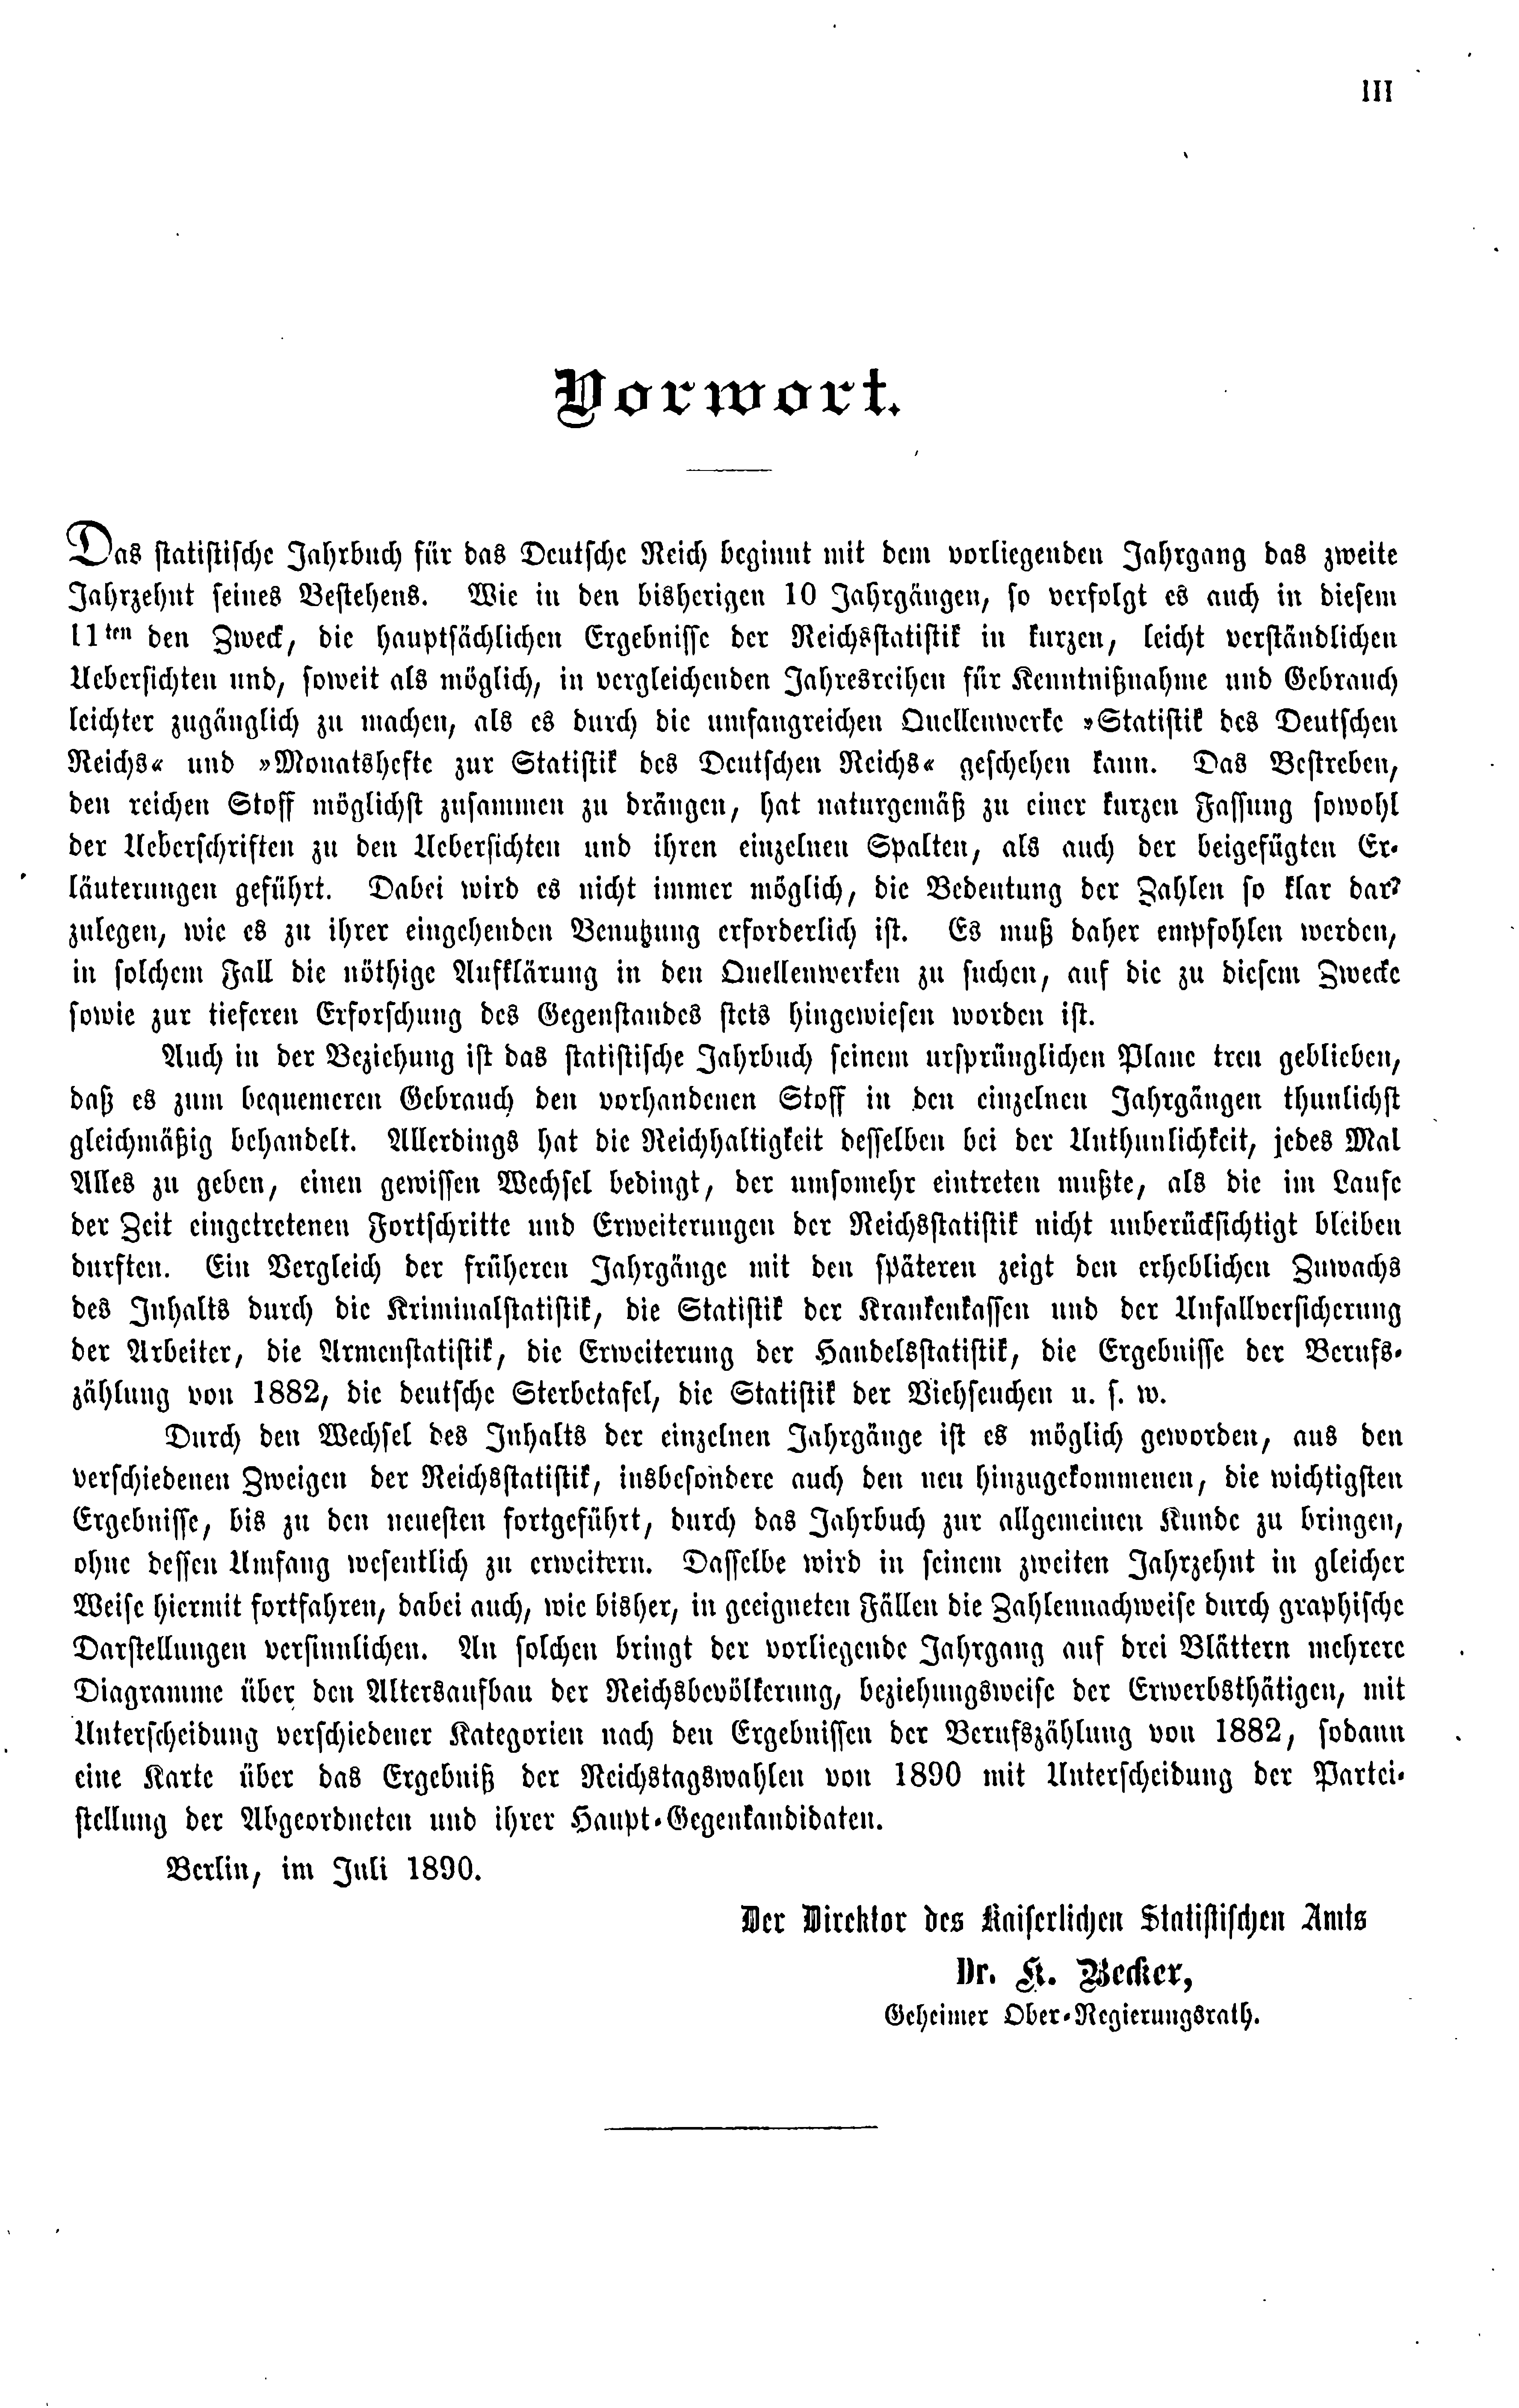 III
Vorwort.
Das statistische Jahrbuch für das Deutsche Reich beginnt mit dem vorliegenden Jahrgang das zweite
Jahrzehnt seines Bestehens. Wie in den bisherigen 10 Jahrgängen, so verfolgt es auch in diesem
11ten den Zweck, die hauptsächlichen Ergebnisse der Reichsstatistik in kurzen, leicht verständlichen
Uebersichten und, soweit als möglich, in vergleichenden Jahresreihen für Kenntnißnahme und Gebrauch
leichter zugänglich zu machen, als es durch die umfangreichen Quellenwerke »Statistik des Deutschen
Reichs« und »Monatshefte zur Statistik des Deutschen Reichs« geschehen kann. Das Bestreben,
den reichen Stoff möglichst zusammen zu drängen, hat naturgemäß zu einer kurzen Fassung sowohl
der Ueberschriften zu den Uebersichten und ihren einzelnen Spalten, als auch der beigefügten Er-
läuterungen geführt. Dabei wird es nicht immer möglich, die Bedeutung der Zahlen so klar dar-
zulegen, wie es zu ihrer eingehenden Benutzung erforderlich ist. Es muß daher empfohlen werden,
in solchem Fall die nöthige Aufklärung in den Quellenwerken zu suchen, auf die zu diesem Zwecke
sowie zur tieferen Erforschung des Gegenstandes stets hingewiesen worden ist.
Auch in der Beziehung ist das statistische Jahrbuch seinem ursprünglichen Plane treu geblieben,
daß es zum bequemeren Gebrauch den vorhandenen Stoff in den einzelnen Jahrgängen thunlichst
gleichmäßig behandelt. Allerdings hat die Reichhaltigkeit desselben bei der Unthunlichkeit, jedes Mal
Alles zu geben, einen gewissen Wechsel bedingt, der umsomehr eintreten mußte, als die im Laufe
der Zeit eingetretenen Fortschritte und Erweiterungen der Reichsstatistik nicht unberücksichtigt bleiben
durften. Ein Vergleich der früheren Jahrgänge mit den späteren zeigt den erheblichen Zuwachs
des Inhalts durch die Kriminalstatistik, die Statistik der Krankenkassen und der Unfallversicherung
der Arbeiter, die Armenstatistik, die Erweiterung der Handelsstatistik, die Ergebnisse der Berufs-
zählung von 1882, die deutsche Sterbetafel, die Statistik der Viehseuchen u. s. w.
Durch den Wechsel des Inhalts der einzelnen Jahrgänge ist es möglich geworden, aus den
verschiedenen Zweigen der Reichsstatistik, insbesondere auch den neu hinzugekommenen, die wichtigsten
Ergebnisse, bis zu den neuesten fortgeführt, durch das Jahrbuch zur allgemeinen Kunde zu bringen,
ohne dessen Umfang wesentlich zu erweitern. Dasselbe wird in seinem zweiten Jahrzehnt in gleicher
Weise hiermit fortfahren, dabei auch, wie bisher, in geeigneten Fällen die Zahlennachweise durch graphische
Darstellungen versinnlichen. An solchen bringt der vorliegende Jahrgang auf drei Blättern mehrere
Diagramme über den Altersaufbau der Reichsbevölkerung, beziehungsweise der Erwerbsthätigen, mit
Unterscheidung verschiedener Kategorien nach den Ergebnissen der Berufszählung von 1882, sodann
eine Karte über das Ergebniß der Reichstagswahlen von 1890 mit Unterscheidung der Partei-
stellung der Abgeordneten und ihrer Haupt-Gegenkandidaten.
Berlin, im Juli 1890.
Der Direktor des Kaiserlichen Statistischen Amts
Dr. K. Becker,
Geheimer Ober-Regierungsrath.